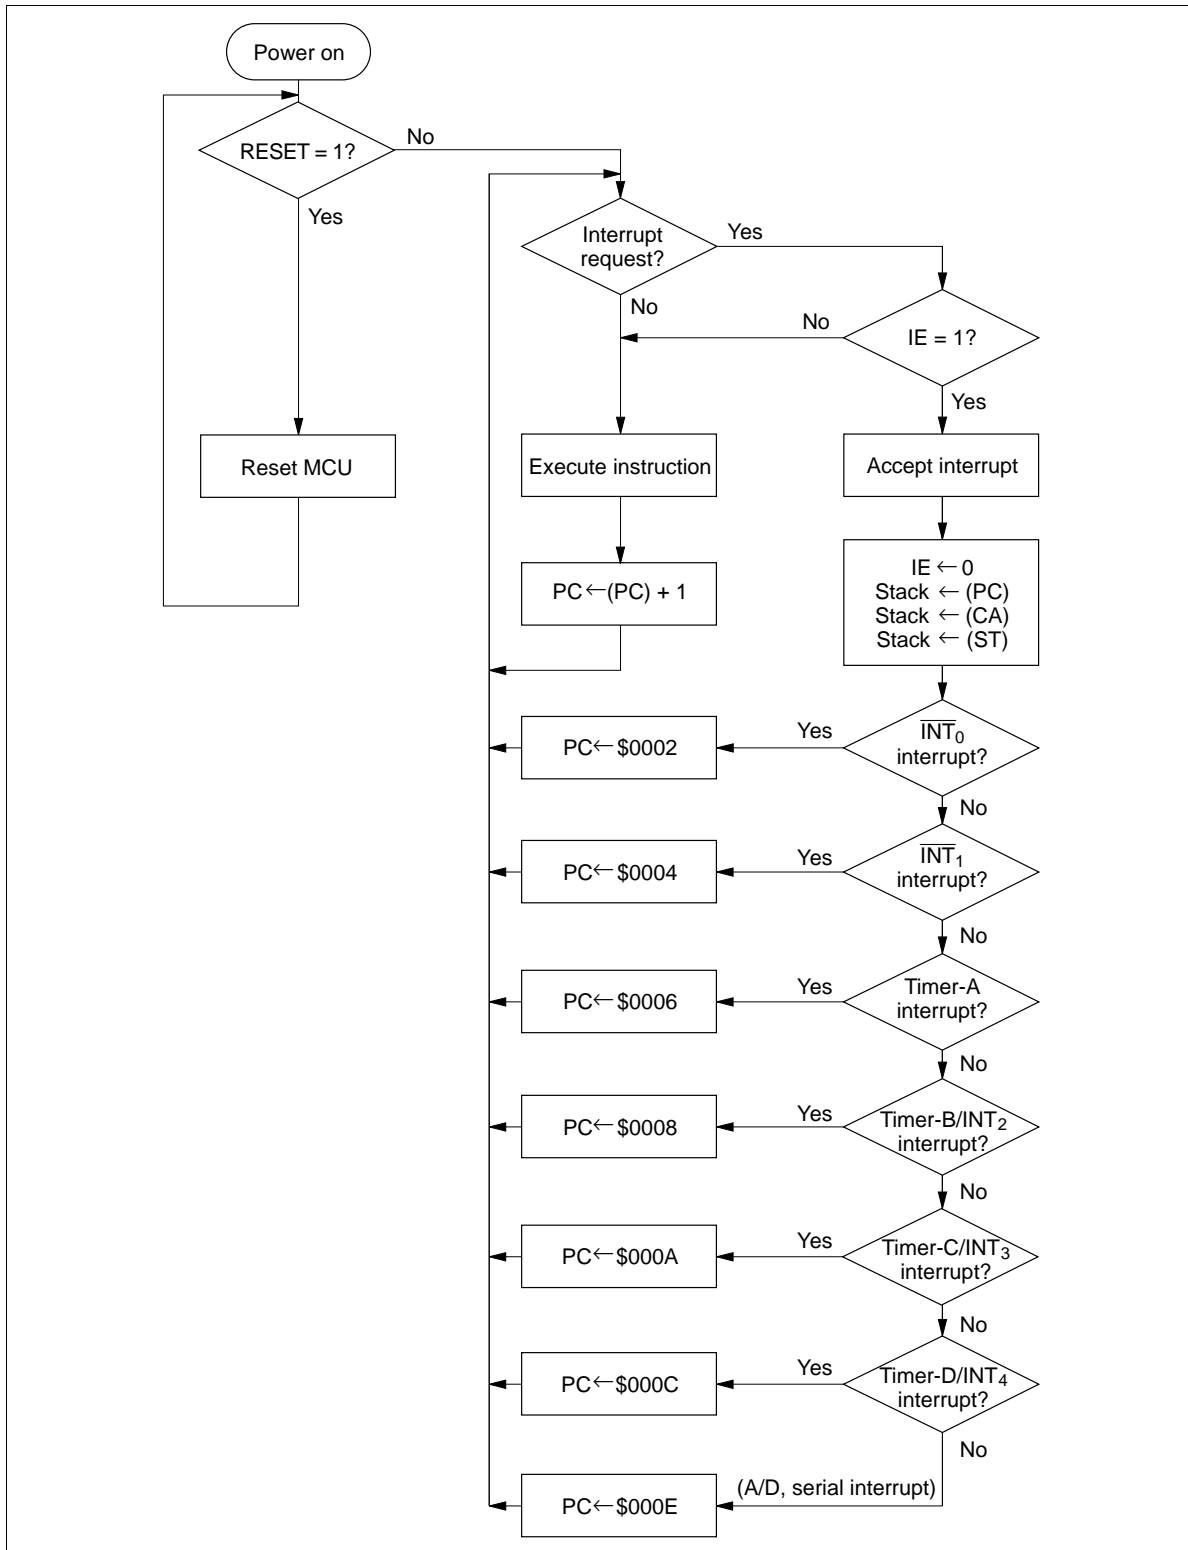 Power on
RESET = 1?
No
Yes
Interrupt
request?
Yes
No
No
IE = 1?
Yes
Reset MCU
Execute instruction
Accept interrupt
PC←(PC) + 1
IE ← 0
Stack ← (PC)
Stack ← (CA)
Stack ← (ST)
PC←$0002
Yes
I̅N̅T̅₀
interrupt?
No
PC←$0004
Yes
I̅N̅T̅₁
interrupt?
No
PC←$0006
Yes
Timer-A
interrupt?
No
PC←$0008
Yes
Timer-B/INT₂
interrupt?
No
PC←$000A
Yes
Timer-C/INT₃
interrupt?
No
PC←$000C
Yes
Timer-D/INT₄
interrupt?
No
PC←$000E
(A/D, serial interrupt)